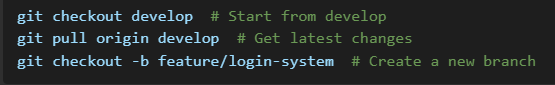 git checkout develop  # Start from develop
git pull origin develop  # Get latest changes
git checkout -b feature/login-system  # Create a new branch